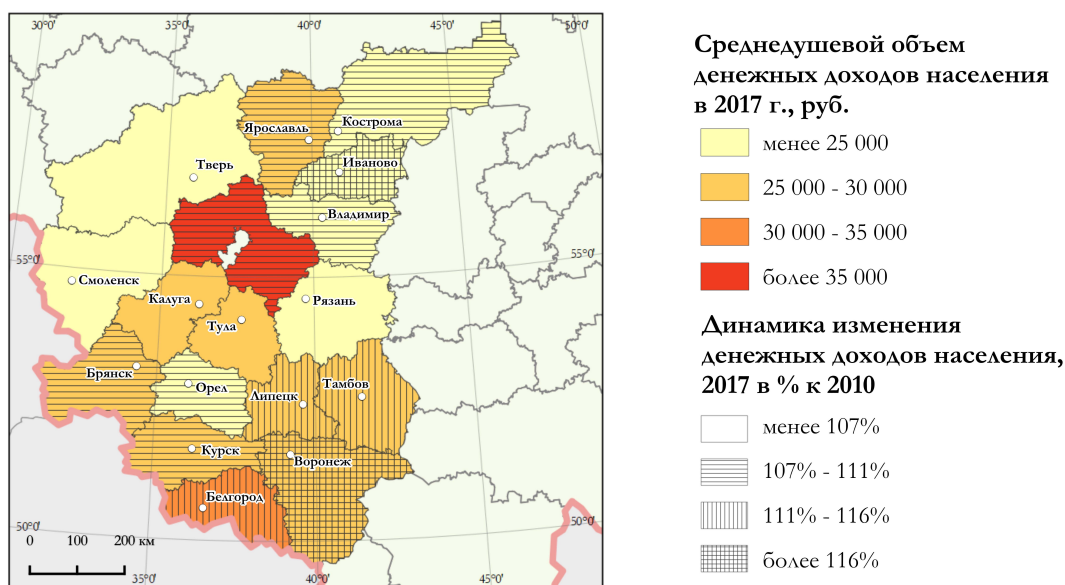 30°0' 35°0' 40°0' 45°0' 50°0'
Ярославль
Кострома
Иваново
Тверь
Владимир
55°0' 55°0'
Смоленск
Калуга
Рязань
Тула
Брянск
Орел
Липецк
Тамбов
Курск
Воронеж
Белгород
50°0' 50°0'
0 100 200 км
35°0' 40°0' 45°0'
Среднедушевой объем
денежных доходов населения
в 2017 г., руб.
менее 25 000
25 000 - 30 000
30 000 - 35 000
более 35 000
Динамика изменения
денежных доходов населения,
2017 в % к 2010
менее 107%
107% - 111%
111% - 116%
более 116%